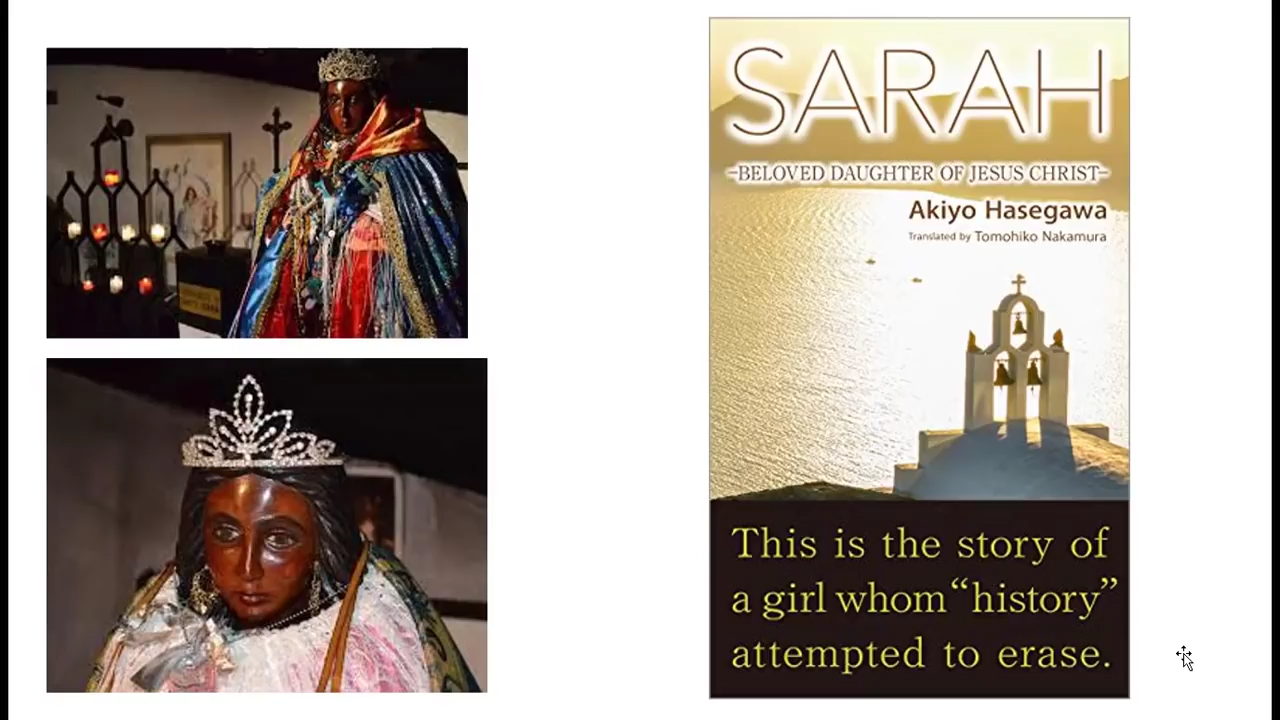 SARAH
-BELOVED DAUGHTER OF JESUS CHRIST-
Akiyo Hasegawa
Translated by Tomohiko Nakamura
This is the story of
a girl whom “history”
attempted to erase.